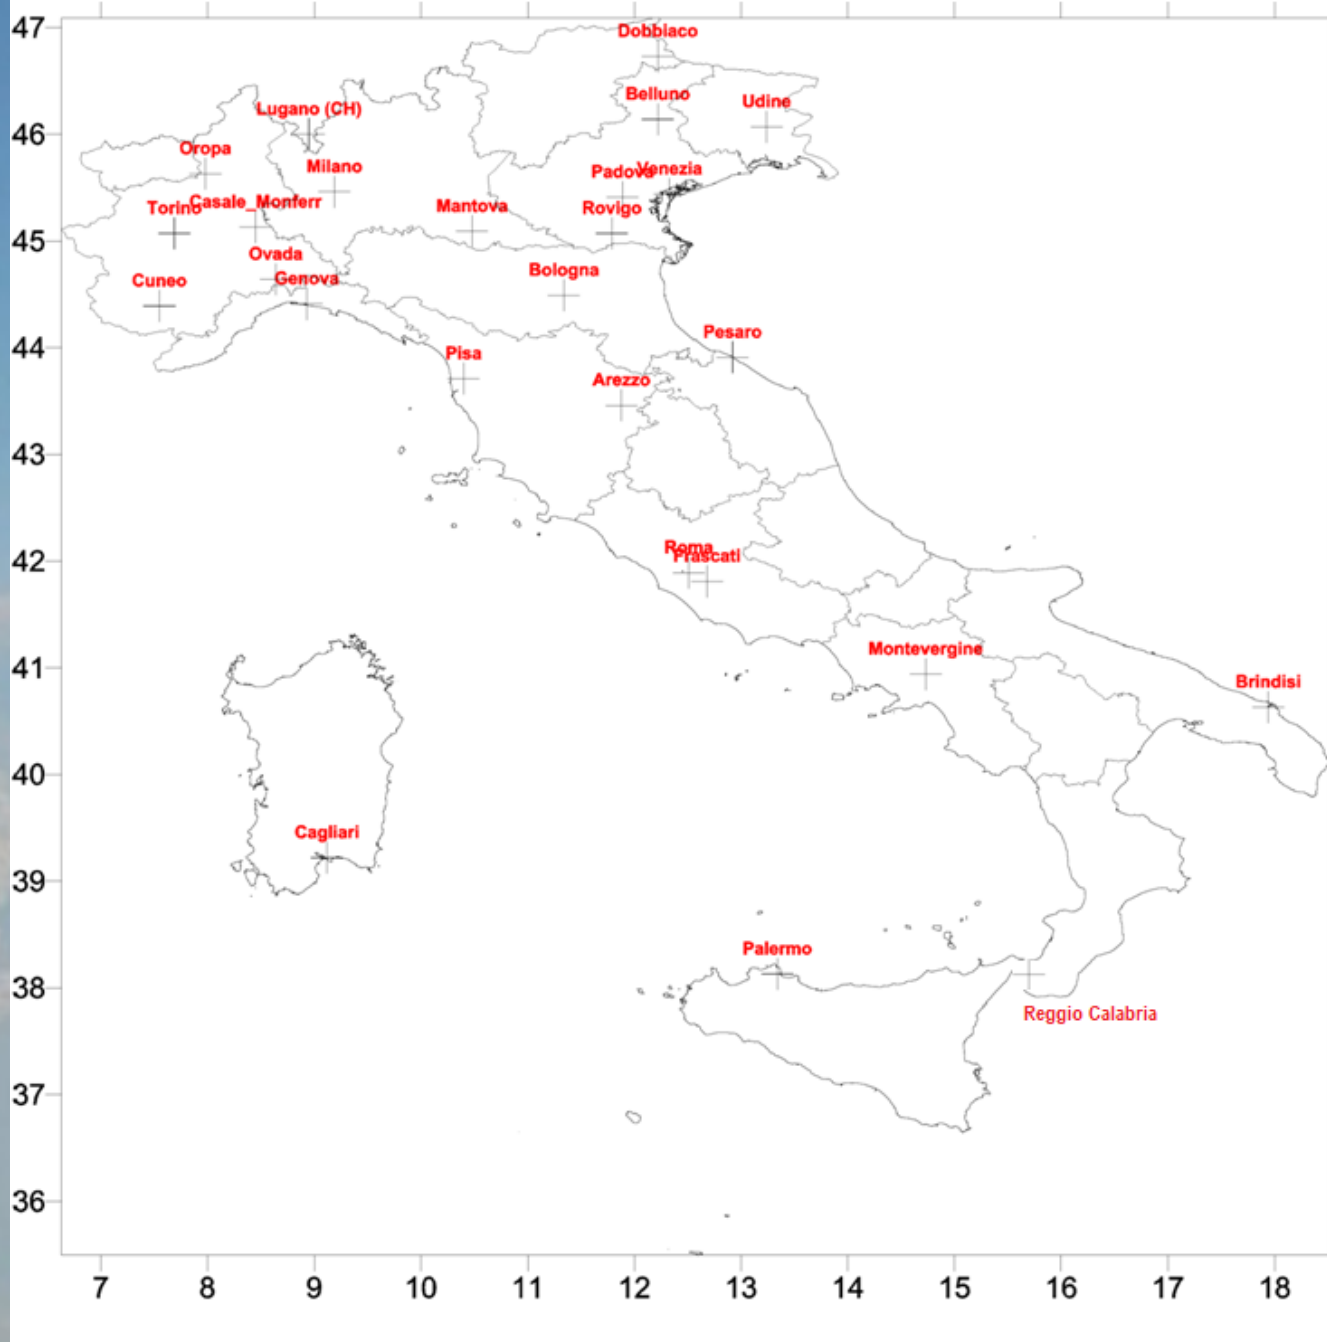 47
Dobbiaco
Belluno
Udine
Lugano (CH)
46
Oropa
Milano
Padova
Venezia
Casale_Monferr
Torino
Mantova
Rovigo
45
Ovada
Genova
Cuneo
Bologna
Pesaro
44
Pisa
Arezzo
43
Roma
Frascati
42
Montevergine
41
Brindisi
40
Cagliari
39
Palermo
38
Reggio Calabria
37
36
7 8 9 10 11 12 13 14 15 16 17 18